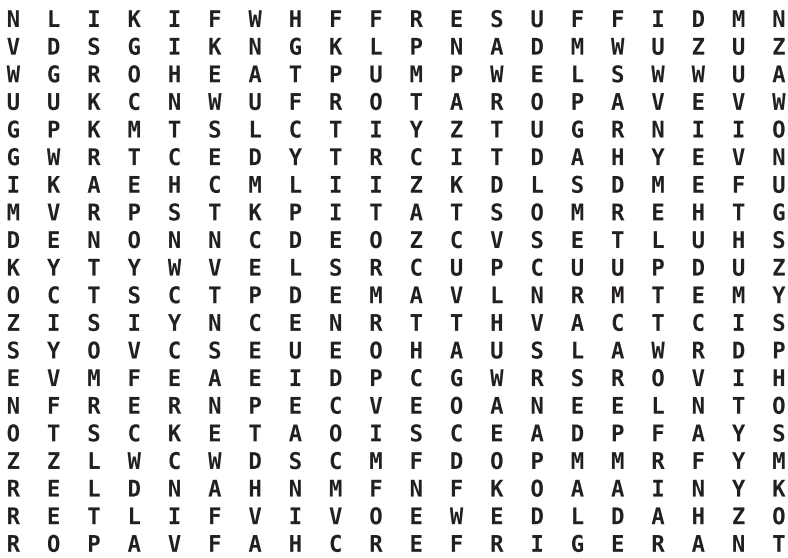 N L I K I F W H F F R E S U F F I D M N
V D S G I K N G K L P N A D M W U Z U Z
W G R O H E A T P U M P W E L S W W U A
U U K C N W U F R O T A R O P A V E V W
G P K M T S L C T I Y Z T U G R N I I O
G W R T C E D Y T R C I T D A H Y E V N
I K A E H C M L I I Z K D L S D M E F U
M V R P S T K P I T A T S O M R E H T G
D E N O N N C D E O Z C V S E T L U H S
K Y T Y W V E L S R C U P C U U P D U Z
O C T S C T P D E M A V L N R M T E M Y
Z I S I Y N C E N R T T H V A C T C I S
S Y O V C S E U E O H A U S L A W R D P
E V M F E A E I D P C G W R S R O V I H
N F R E R N P E C V E O A N E E L N T O
O T S C K E T A O I S C E A D P F A Y S
Z Z L W C W D S C M F D O P M M R F Y M
R E L D N A H N M F N F K O A A I N Y K
R E T L I F V I V O E W E D L D A H Z O
R O P A V F A H C R E F R I G E R A N T